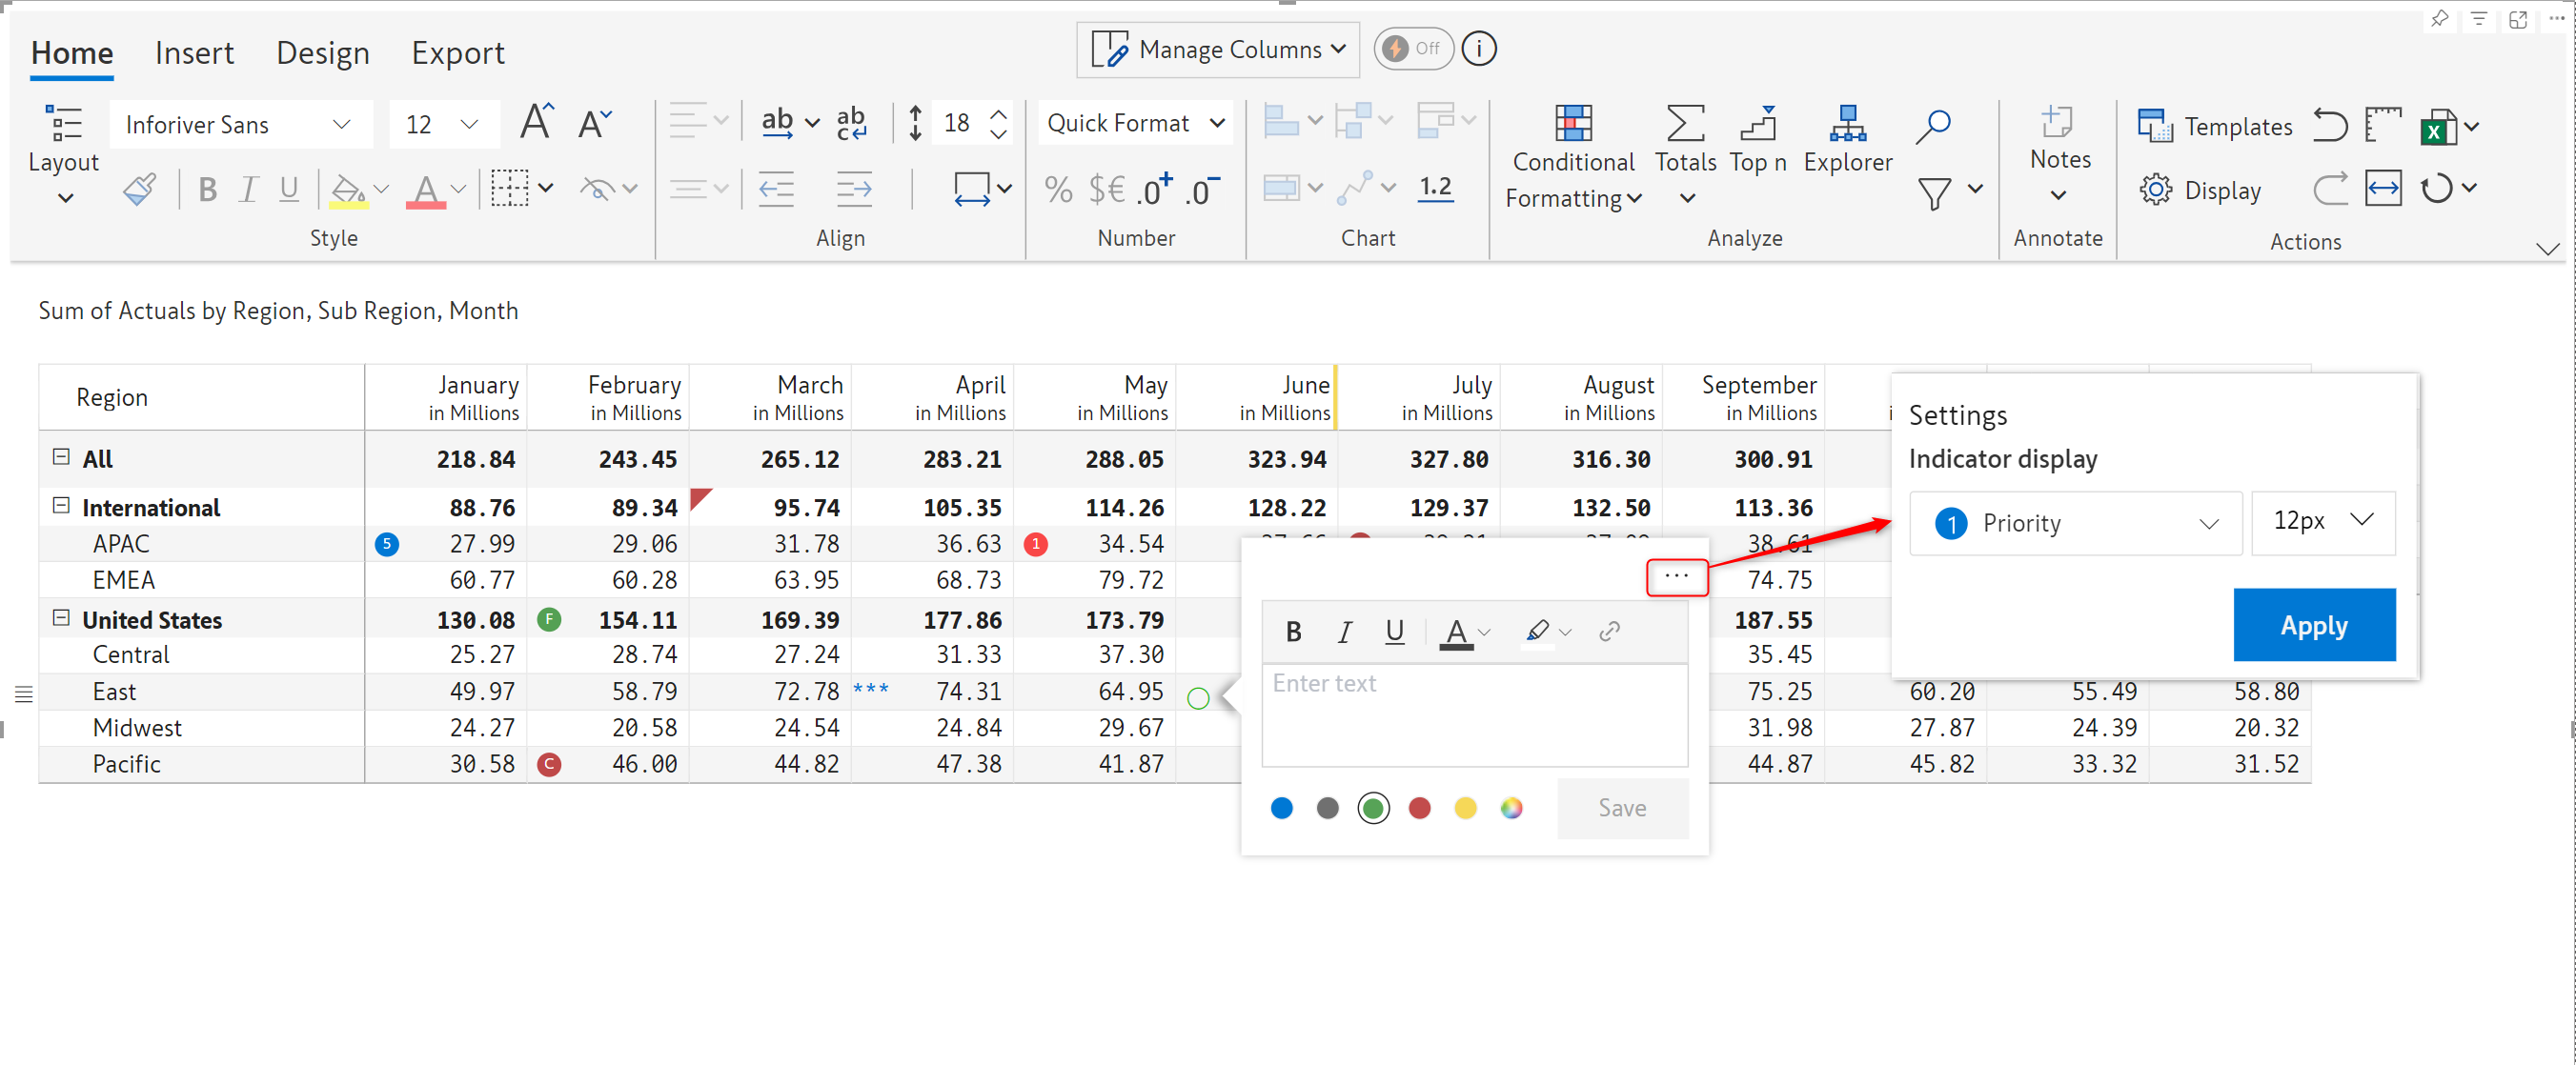 Home Insert Design Export Manage Columns Off i
Inforiver Sans 12 A A ab ab 18 Quick Format
c
Layout Conditional Totals Top n Explorer Notes Templates
B I U A % $€ .0 .0 1.2 Formatting Display
Style Align Number Chart Analyze Annotate Actions
Sum of Actuals by Region, Sub Region, Month
Region January February March April May June July August September
in Millions in Millions in Millions in Millions in Millions in Millions in Millions in Millions in Millions
All 218.84 243.45 265.12 283.21 288.05 323.94 327.80 316.30 300.91
International 88.76 89.34 95.74 105.35 114.26 128.22 129.37 132.50 113.36
APAC 5 27.99 29.06 31.78 36.63 1 34.54 38.61
EMEA 60.77 60.28 63.95 68.73 79.72 74.75
United States 130.08 F 154.11 169.39 177.86 173.79 187.55
Central 25.27 28.74 27.24 31.33 37.30 35.45
East 49.97 58.79 72.78 *** 74.31 64.95 75.25 60.20 55.49 58.80
Midwest 24.27 20.58 24.54 24.84 29.67 31.98 27.87 24.39 20.32
Pacific 30.58 C 46.00 44.82 47.38 41.87 44.87 45.82 33.32 31.52
...
B I U A
Enter text
Save
Settings
Indicator display
1 Priority 12px
Apply